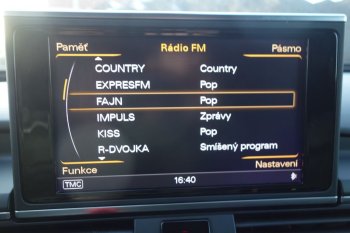 Paměť Rádio FM Pásmo
COUNTRY Country
EXPRESFM Pop
FAJN Pop
IMPULS Zprávy
KISS Pop
R-DVOJKA Smíšený program
Funkce Nastavení
TMC 16:40